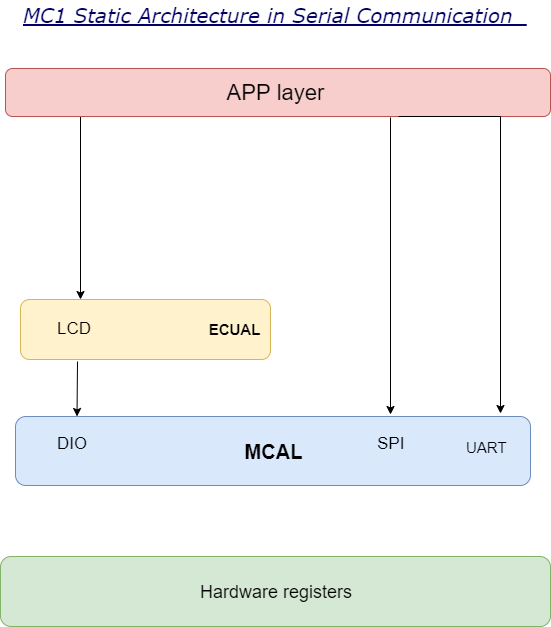 MC1 Static Architecture in Serial Communication
APP layer
LCD
ECUAL
DIO
MCAL
SPI
UART
Hardware registers